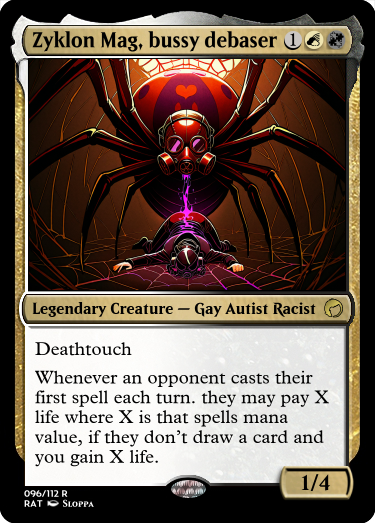 Zyklon Mag, bussy debaser 1
Legendary Creature — Gay Autist Racist
Deathtouch
Whenever an opponent casts their
first spell each turn. they may pay X
life where X is that spells mana
value, if they don't draw a card and
you gain X life.
1/4
096/112 R
RAT Sloppa